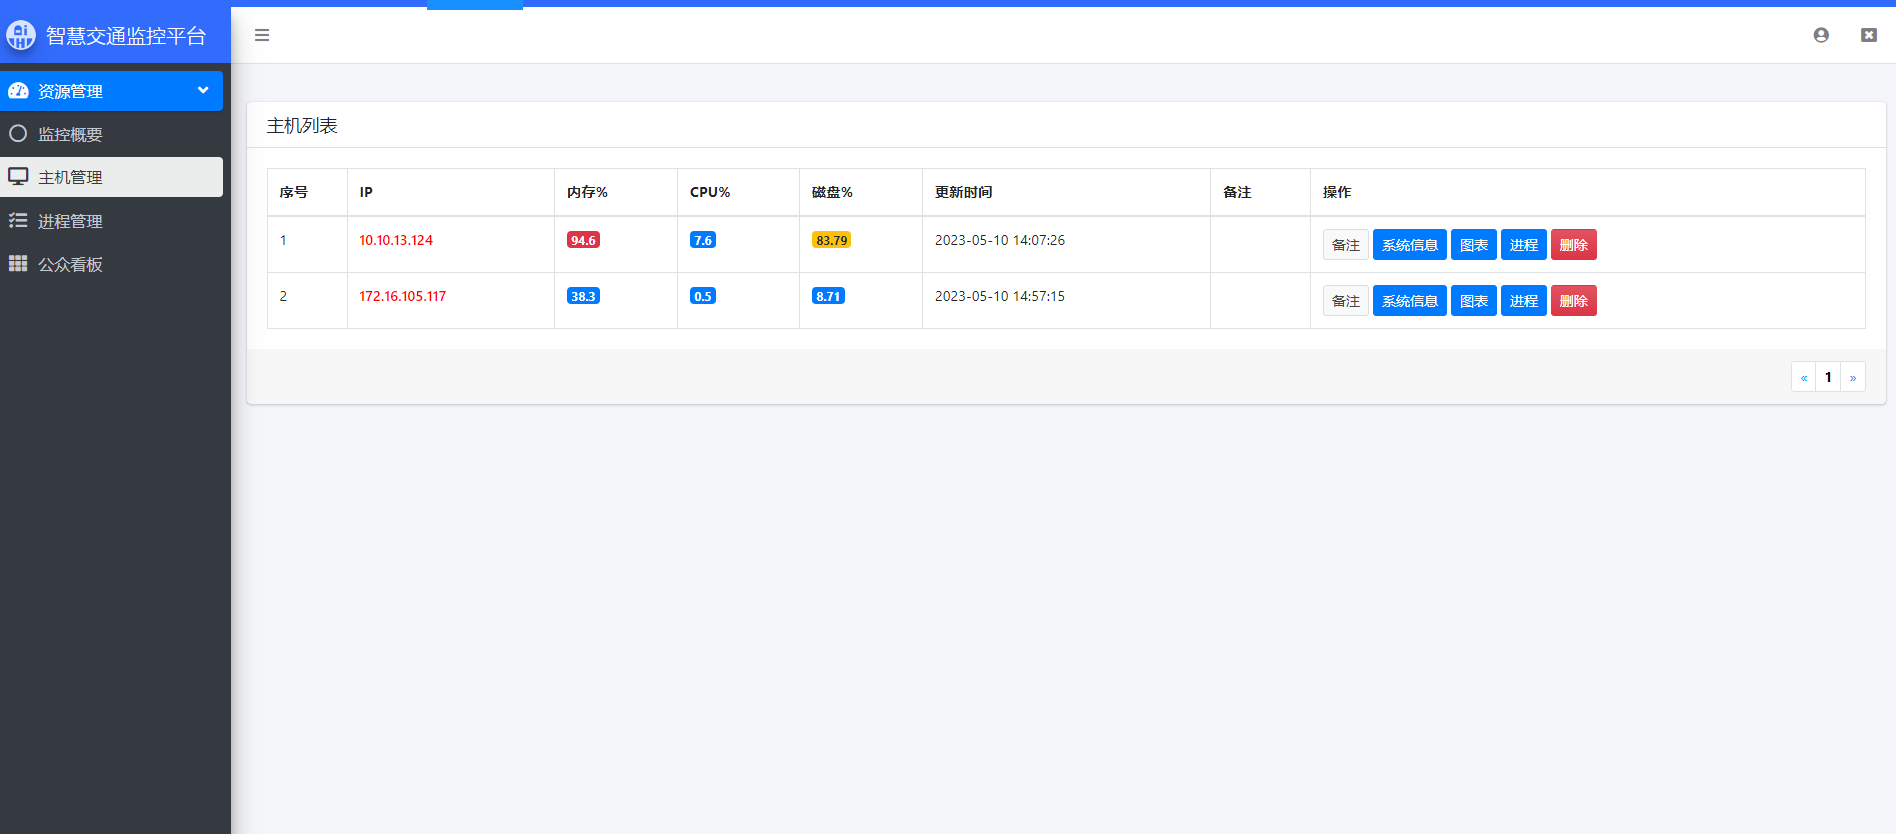 智慧交通监控平台
资源管理
监控概要
主机管理
进程管理
公众看板
主机列表
序号 IP 内存% CPU% 磁盘% 更新时间 备注 操作
1 10.10.13.124 94.6 7.6 83.79 2023-05-10 14:07:26 备注 系统信息 图表 进程 删除
2 172.16.105.117 38.3 0.5 8.71 2023-05-10 14:57:15 备注 系统信息 图表 进程 删除
« 1 »